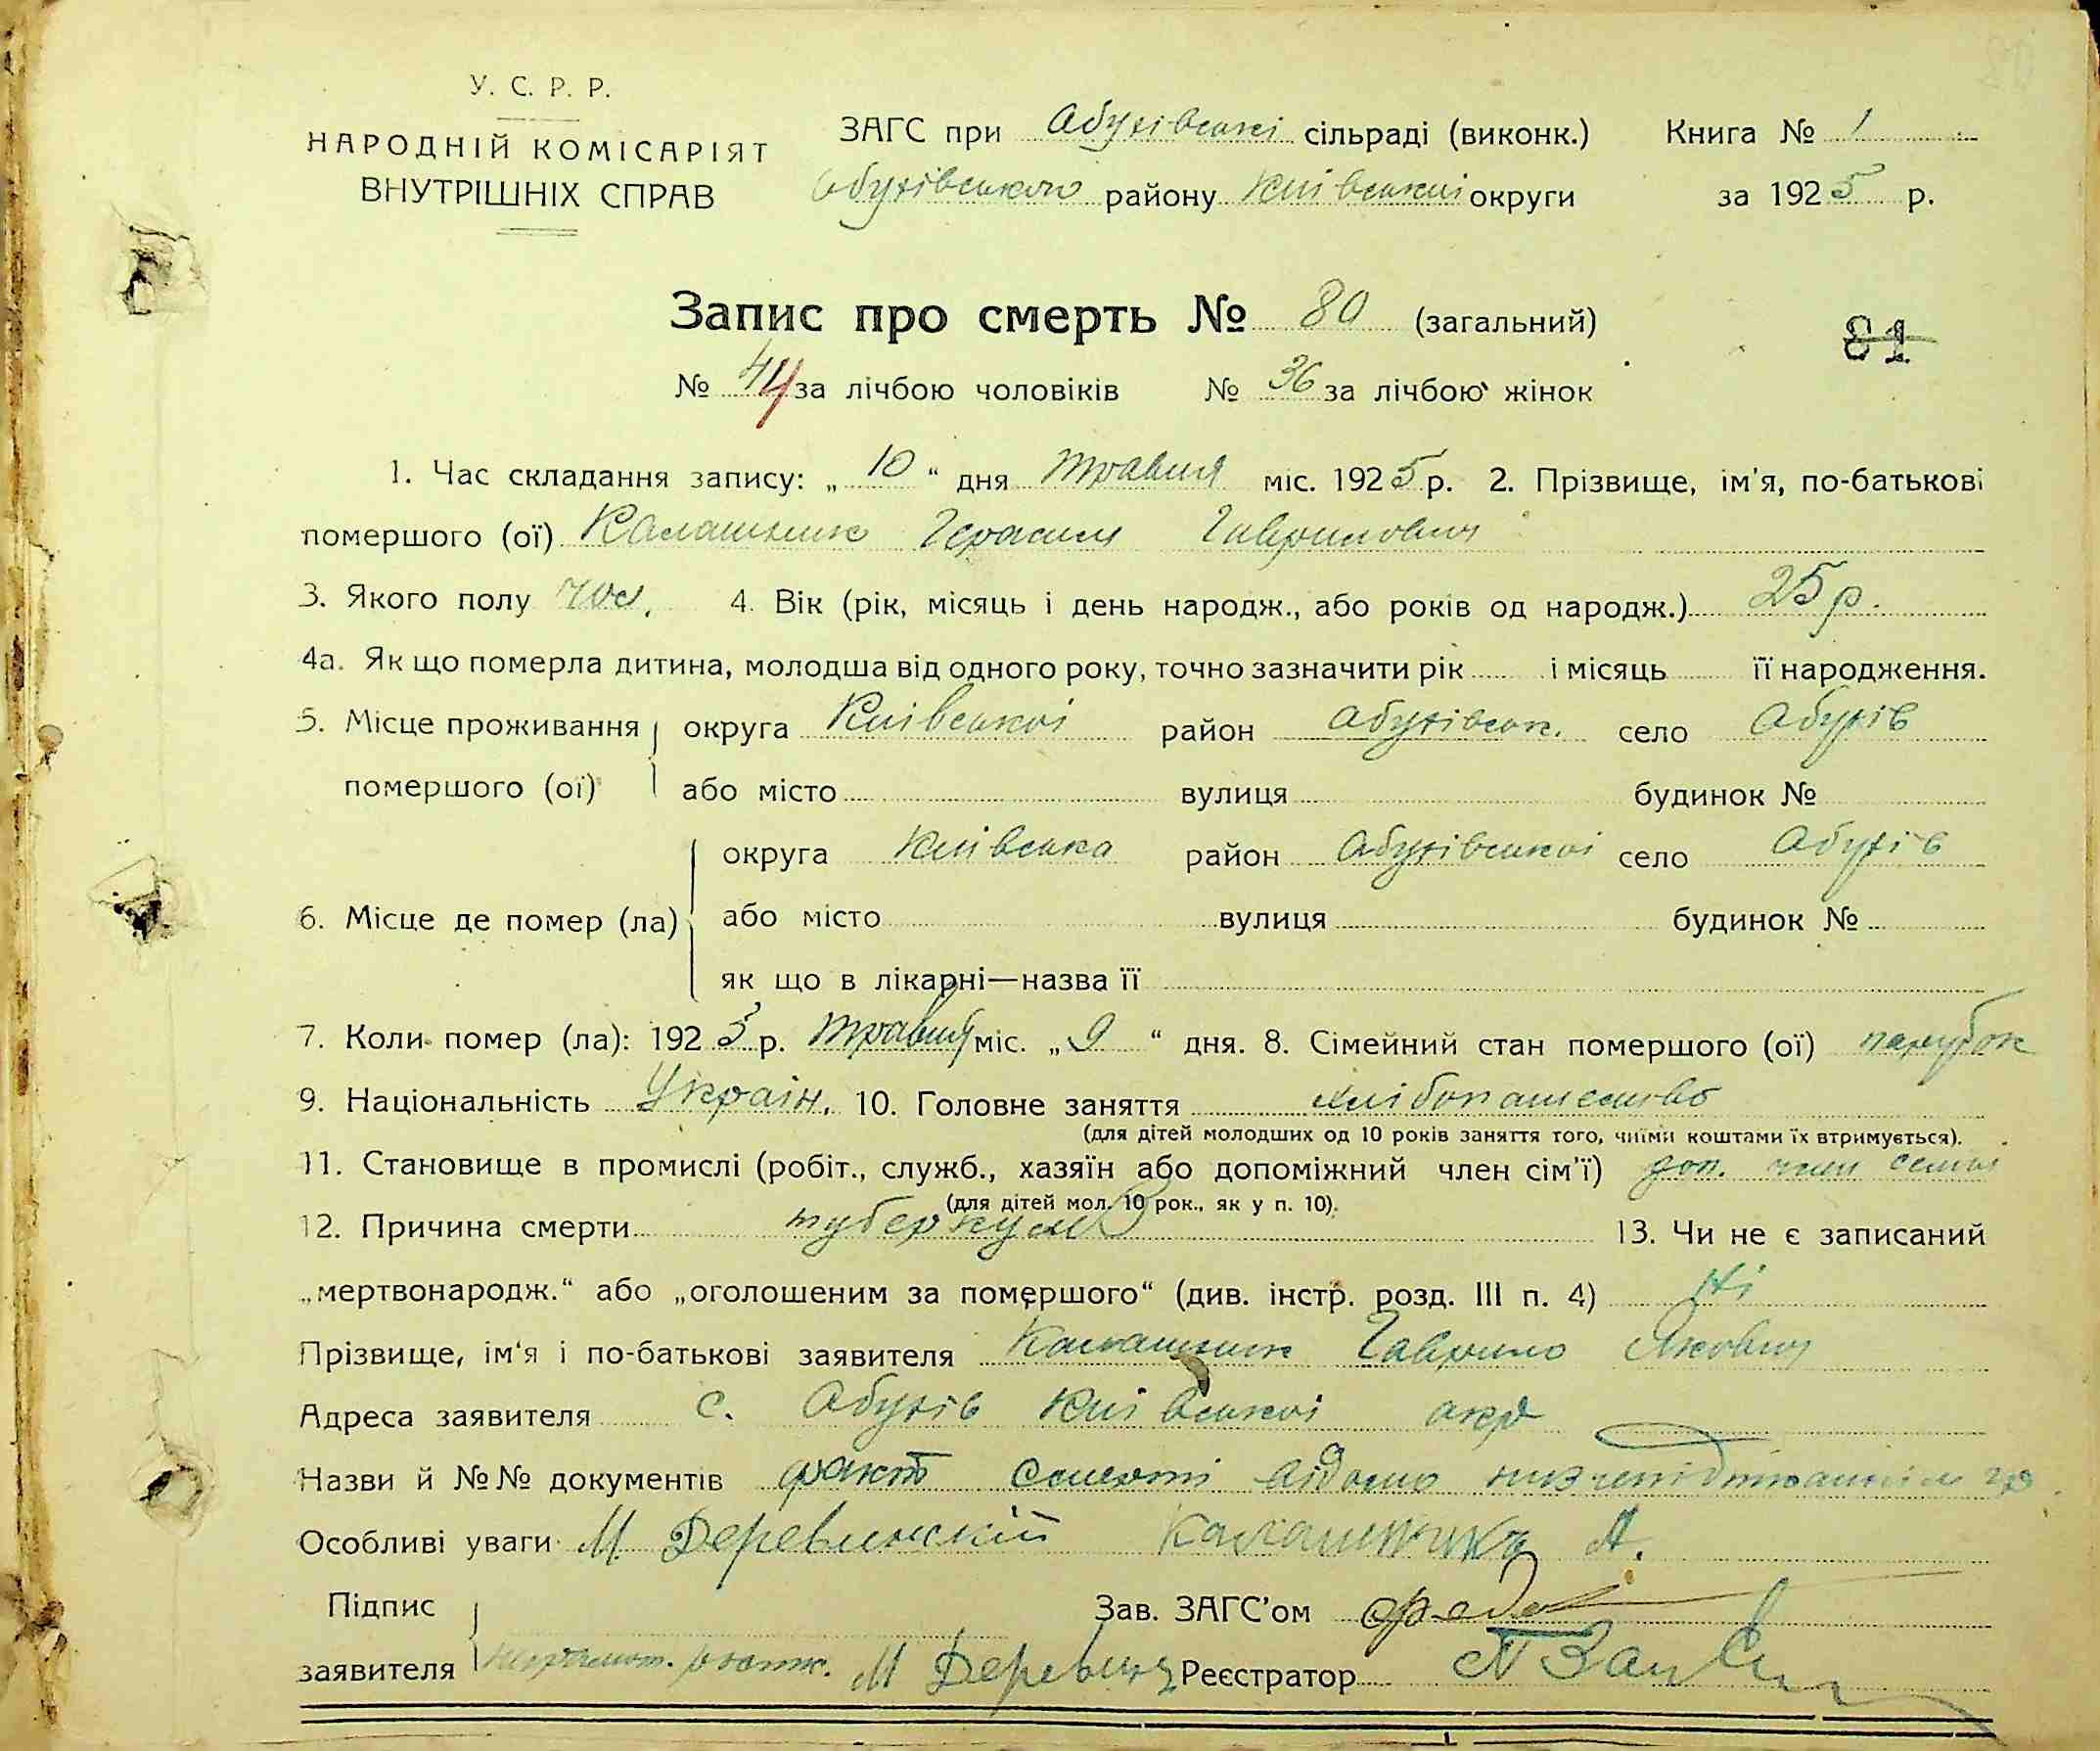 У. С. Р. Р.
НАРОДНІЙ КОМІСАРІЯТ
ВНУТРІШНІХ СПРАВ
ЗАГС при Абухівські сільраді (виконк.) Книга № 1
Обухівського району Київської округи за 1925 р.
Запис про смерть № 80 (загальний)
81
№ 44 за лічбою чоловіків № 36 за лічбою жінок
1. Час складання запису: „ 10 “ дня травня міс. 1925 р. 2. Прізвище, ім'я, по-батькові
помершого (ої) Калашник Герасим Гаврилович
3. Якого полу чол. 4. Вік (рік, місяць і день народж., або років од народж.) 25 р.
4а. Як що померла дитина, молодша від одного року, точно зазначити рік і місяць її народження.
5. Місце проживання округа Київської район Абухівськ. село Абухів
помершого (ої) або місто вулиця будинок №
округа Київська район Абухівської село Абухів
6. Місце де помер (ла) або місто вулиця будинок №
як що в лікарні—назва її
7. Коли помер (ла): 1925 р. травня міс. „ 9 “ дня. 8. Сімейний стан помершого (ої) парубок
9. Національність Україн. 10. Головне заняття хлібопашество
(для дітей молодших од 10 років заняття того, чиїми коштами їх втримується).
11. Становище в промислі (робіт., служб., хазяїн або допоміжний член сім'ї) доп. член семьи
(для дітей мол. 10 рок., як у п. 10).
12. Причина смерти туберкульоз 13. Чи не є записаний
„мертвонародж.“ або „оголошеним за помершого“ (див. інстр. розд. III п. 4) Ні
Прізвище, ім'я і по-батькові заявителя Калашник Гаврило Якович
Адреса заявителя с. Абухів Київської окр
Назви й №№ документів факт смерті відомо
Особливі уваги М Деревинскій Калашникъ А.
Підпис Зав. ЗАГС'ом
заявителя М Деревин Реєстратор